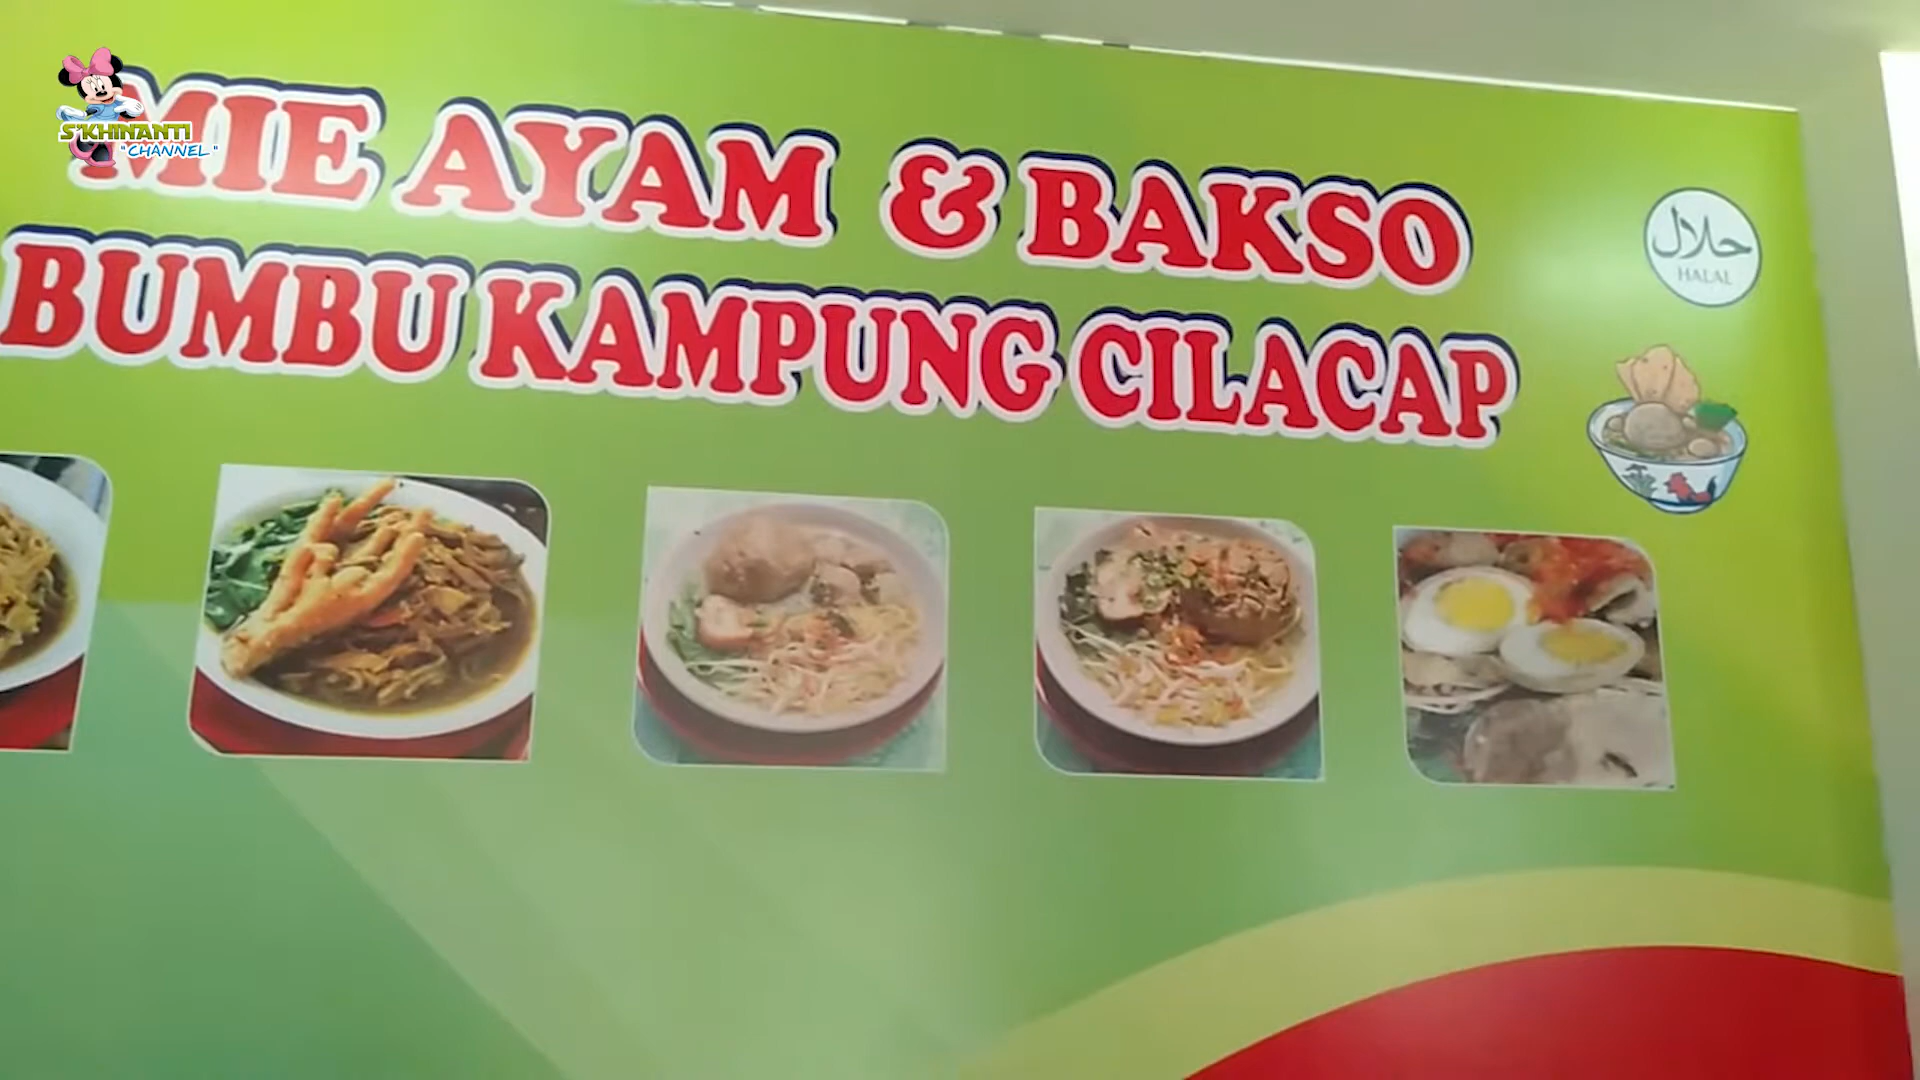 S'KHINANTI
"CHANNEL"
MIE AYAM & BAKSO
BUMBU KAMPUNG CILACAP
حلال
HALAL